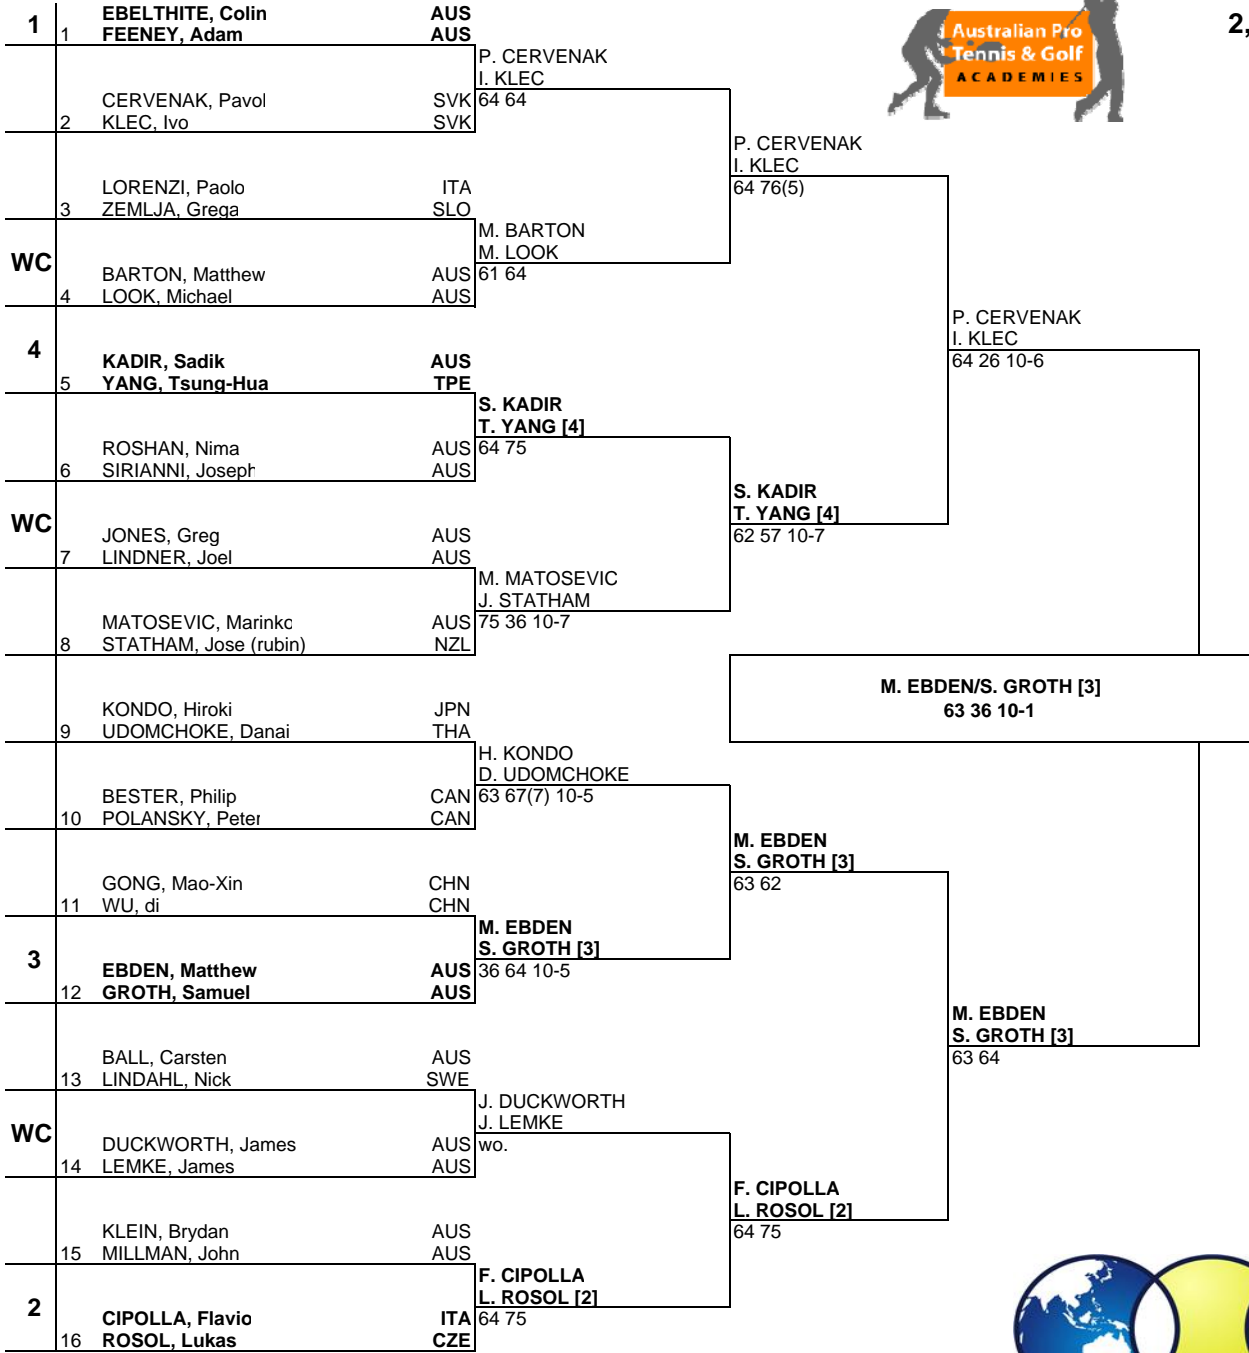 EBELTHITE, Colin AUS
1 1 FEENEY, Adam AUS
Australian Pro
Tennis & Golf
ACADEMIES
2,
P. CERVENAK
I. KLEC
CERVENAK, Pavol SVK 64 64
2 KLEC, Ivo SVK
P. CERVENAK
I. KLEC
LORENZI, Paolo ITA 64 76(5)
3 ZEMLJA, Grega SLO
M. BARTON
WC M. LOOK
BARTON, Matthew AUS 61 64
4 LOOK, Michael AUS
P. CERVENAK
4 I. KLEC
KADIR, Sadik AUS 64 26 10-6
5 YANG, Tsung-Hua TPE
S. KADIR
T. YANG [4]
ROSHAN, Nima AUS 64 75
6 SIRIANNI, Joseph AUS
S. KADIR
WC T. YANG [4]
JONES, Greg AUS 62 57 10-7
7 LINDNER, Joel AUS
M. MATOSEVIC
J. STATHAM
MATOSEVIC, Marinko AUS 75 36 10-7
8 STATHAM, Jose (rubin) NZL
M. EBDEN/S. GROTH [3]
KONDO, Hiroki JPN 63 36 10-1
9 UDOMCHOKE, Danai THA
H. KONDO
D. UDOMCHOKE
BESTER, Philip CAN 63 67(7) 10-5
10 POLANSKY, Peter CAN
M. EBDEN
S. GROTH [3]
GONG, Mao-Xin CHN 63 62
11 WU, di CHN
M. EBDEN
3 S. GROTH [3]
EBDEN, Matthew AUS 36 64 10-5
12 GROTH, Samuel AUS
M. EBDEN
S. GROTH [3]
BALL, Carsten AUS 63 64
13 LINDAHL, Nick SWE
J. DUCKWORTH
WC J. LEMKE
DUCKWORTH, James AUS wo.
14 LEMKE, James AUS
F. CIPOLLA
L. ROSOL [2]
KLEIN, Brydan AUS 64 75
15 MILLMAN, John AUS
F. CIPOLLA
2 L. ROSOL [2]
CIPOLLA, Flavio ITA 64 75
16 ROSOL, Lukas CZE